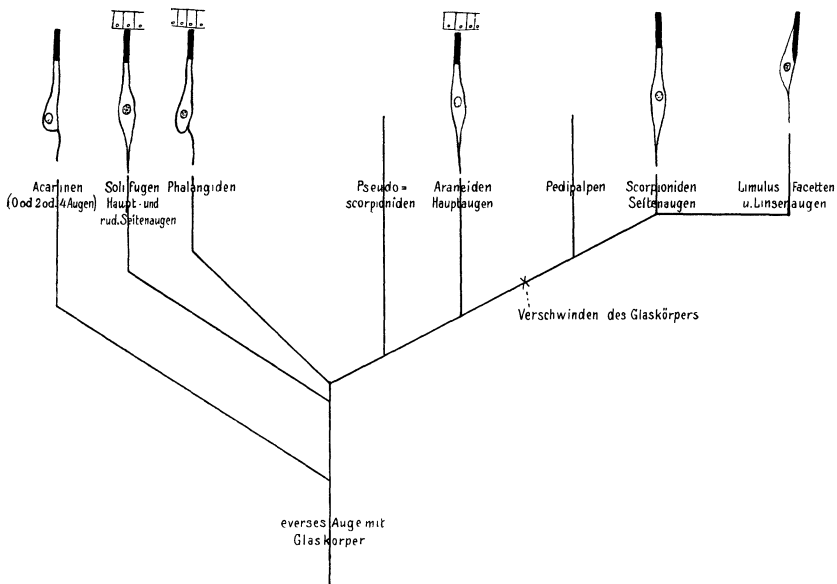 Acarinen
(0 od 2 od. 4 Augen)
Solifugen
Haupt- und
rud. Seitenaugen
Phalangiden
Pseudo=
scorpioniden
Araneiden
Hauptaugen
Pedipalpen
Scorpioniden
Seitenaugen
Limulus Facetten
u. Linsenaugen
Verschwinden des Glaskörpers
everses Auge mit
Glaskörper